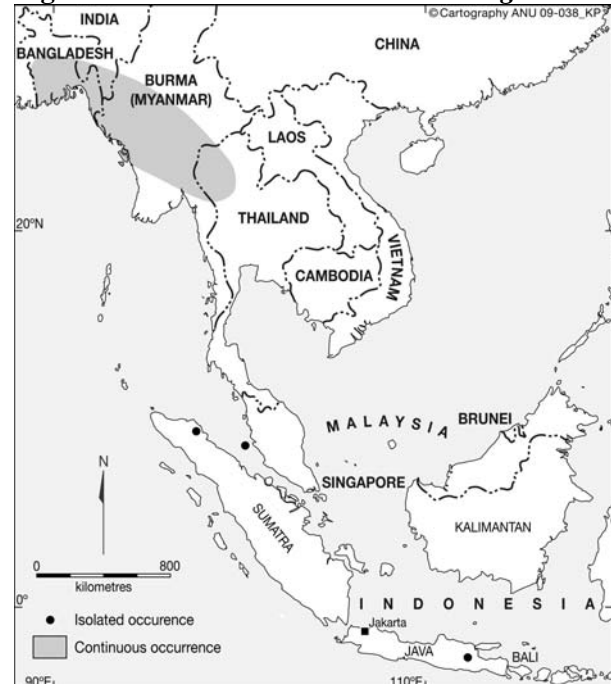 ©Cartography ANU 09-038_KP
INDIA
CHINA
BANGLADESH
BURMA
(MYANMAR)
LAOS
20°N
THAILAND
VIETNAM
CAMBODIA
MALAYSIA
BRUNEI
N
SINGAPORE
SUMATRA
KALIMANTAN
0 800
kilometres
0°
INDONESIA
Isolated occurence
Jakarta
Continuous occurrence
JAVA
BALI
90°E
110°E